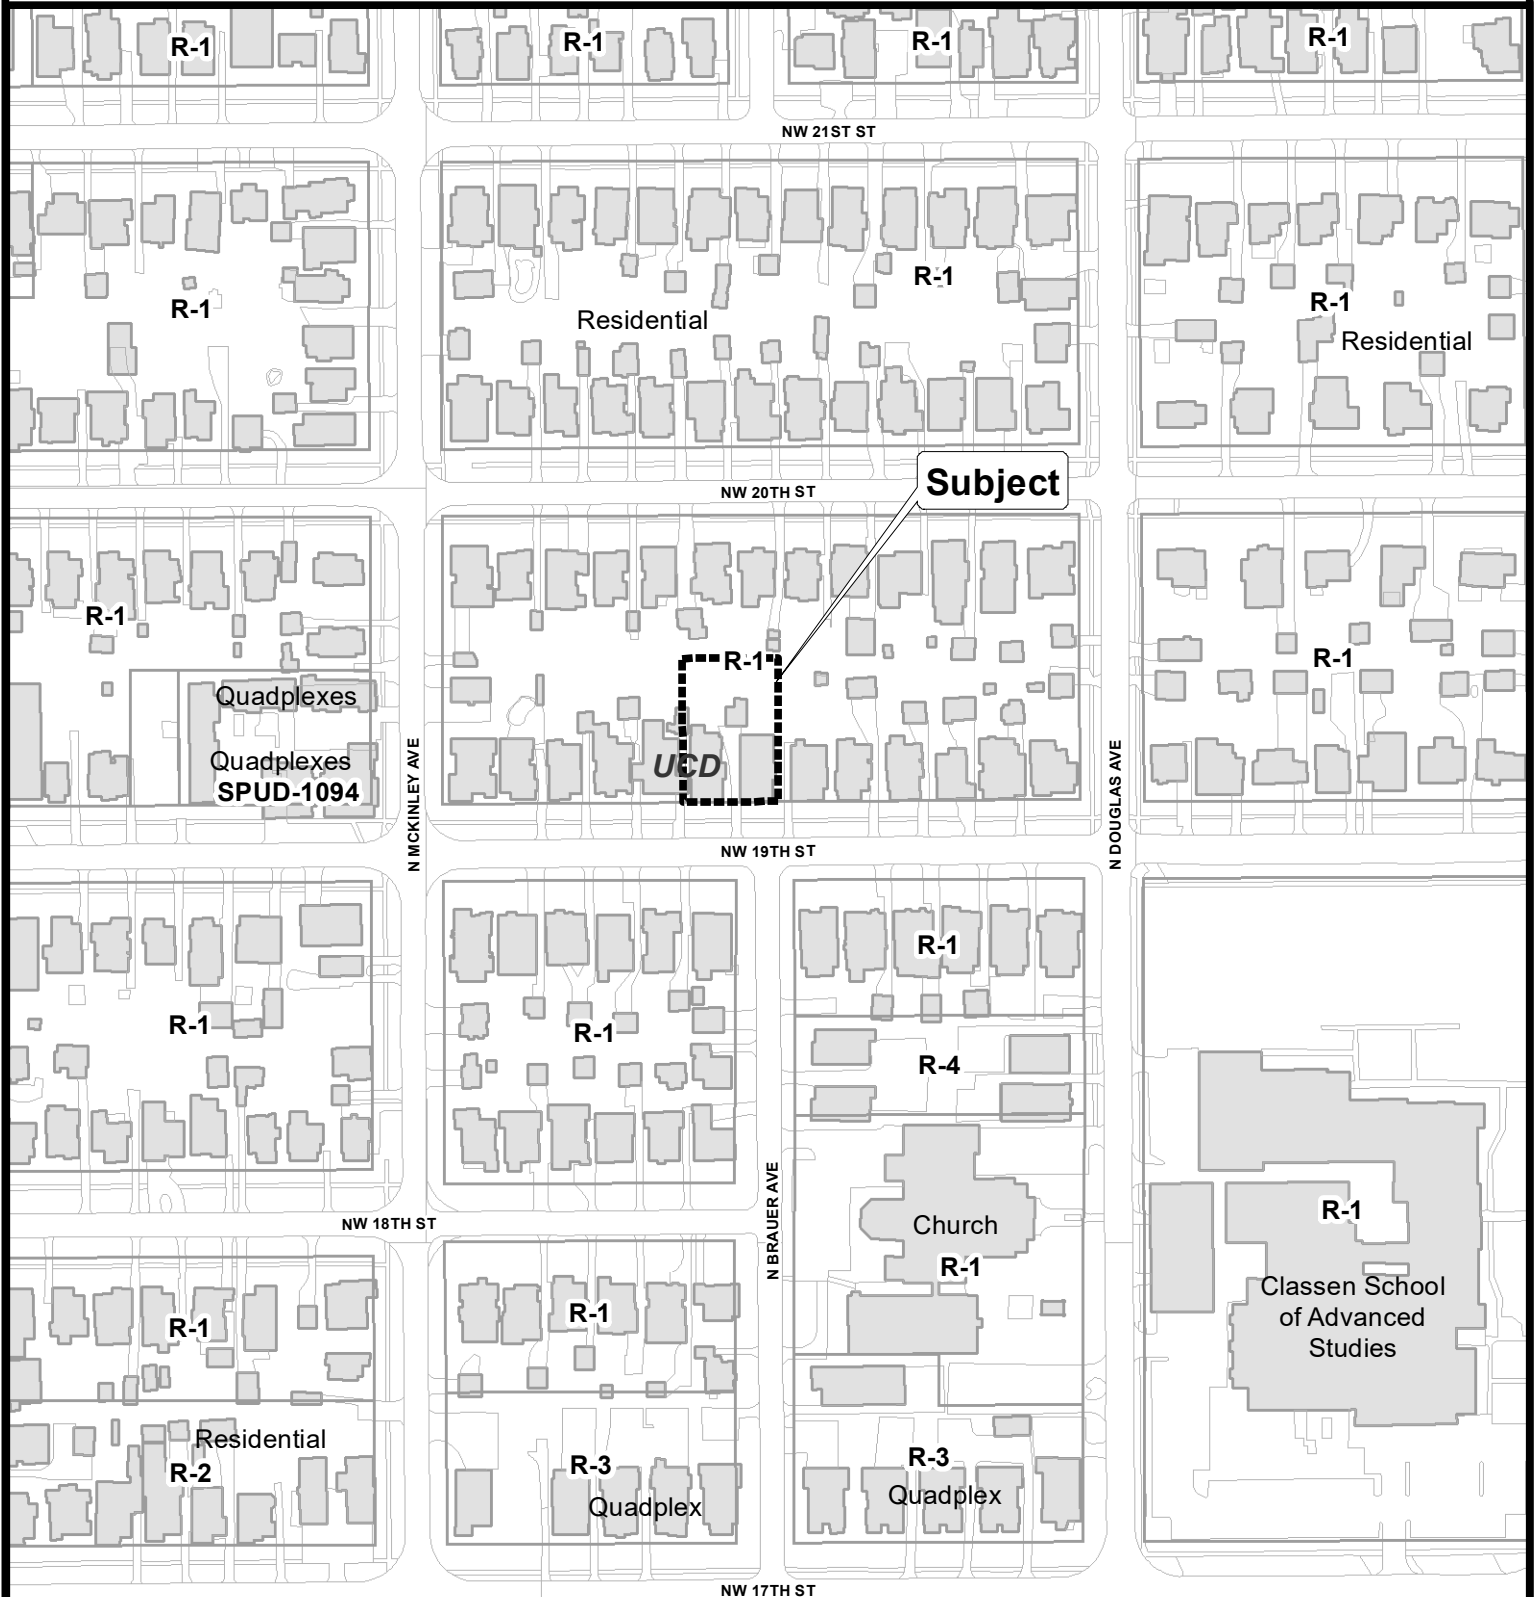 R-1
R-1
R-1
R-1
NW 21ST ST
R-1
R-1
R-1
Residential
Residential
Subject
NW 20TH ST
R-1
R-1
R-1
Quadplexes
Quadplexes
SPUD-1094
UCD
N MCKINLEY AVE
N DOUGLAS AVE
NW 19TH ST
R-1
R-1
R-1
R-4
N BRAUER AVE
NW 18TH ST
Church
R-1
R-1
Classen School
of Advanced
Studies
R-1
R-1
Residential
R-2
R-3
Quadplex
R-3
Quadplex
NW 17TH ST